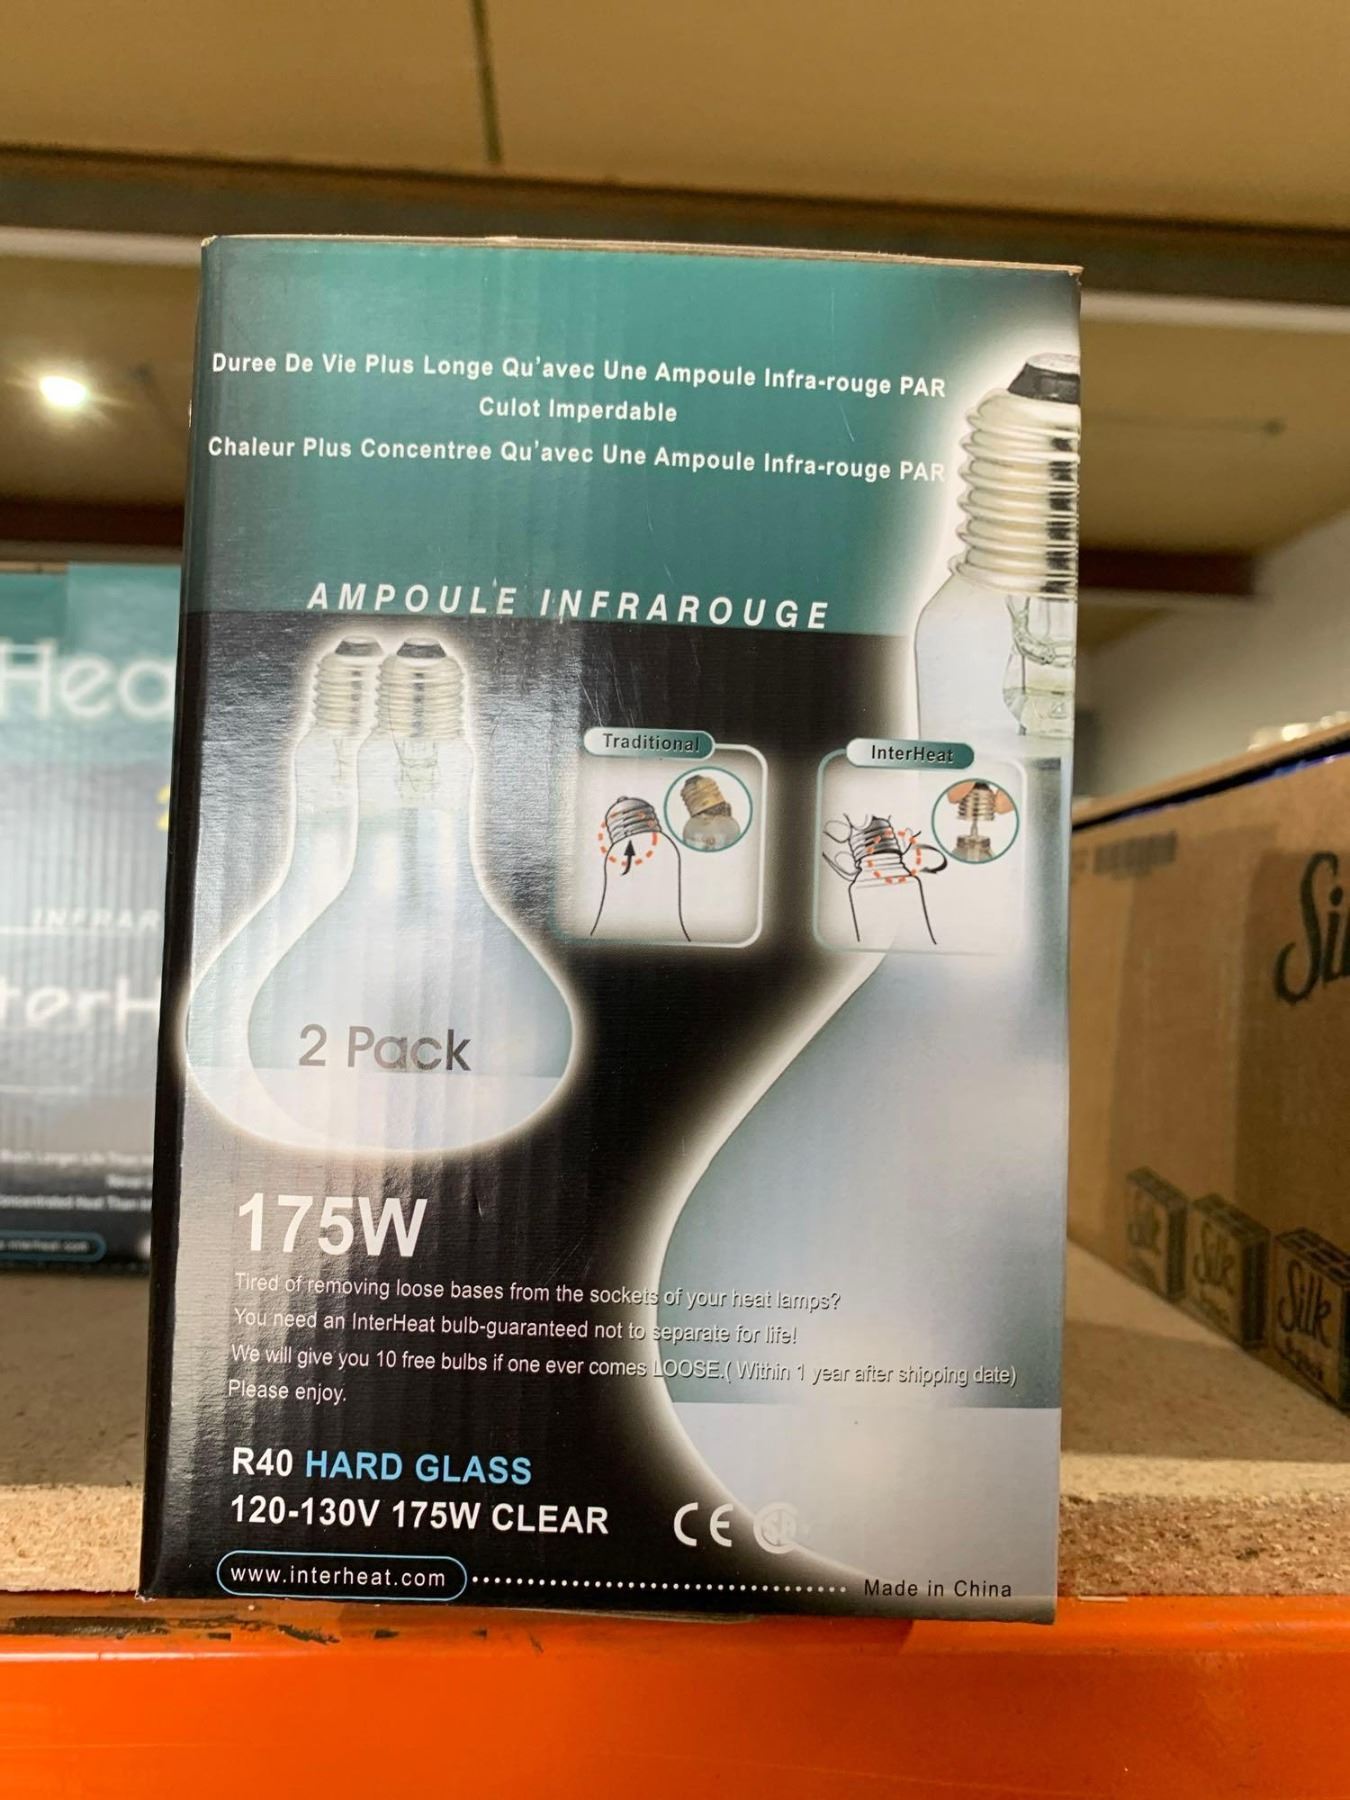 Duree De Vie Plus Longe Qu'avec Une Ampoule Infra-rouge PAR
Culot Imperdable
Chaleur Plus Concentree Qu'avec Une Ampoule Infra-rouge PAR
AMPOULE INFRAROUGE
Traditional
InterHeat
2 Pack
175W
Tired of removing loose bases from the sockets of your heat lamps?
You need an InterHeat bulb-guaranteed not to separate for life!
We will give you 10 free bulbs if one ever comes LOOSE.( Within 1 year after shipping date)
Please enjoy.
R40 HARD GLASS
120-130V 175W CLEAR
CE
www.interheat.com
Made in China
Silk
Silk
Silk